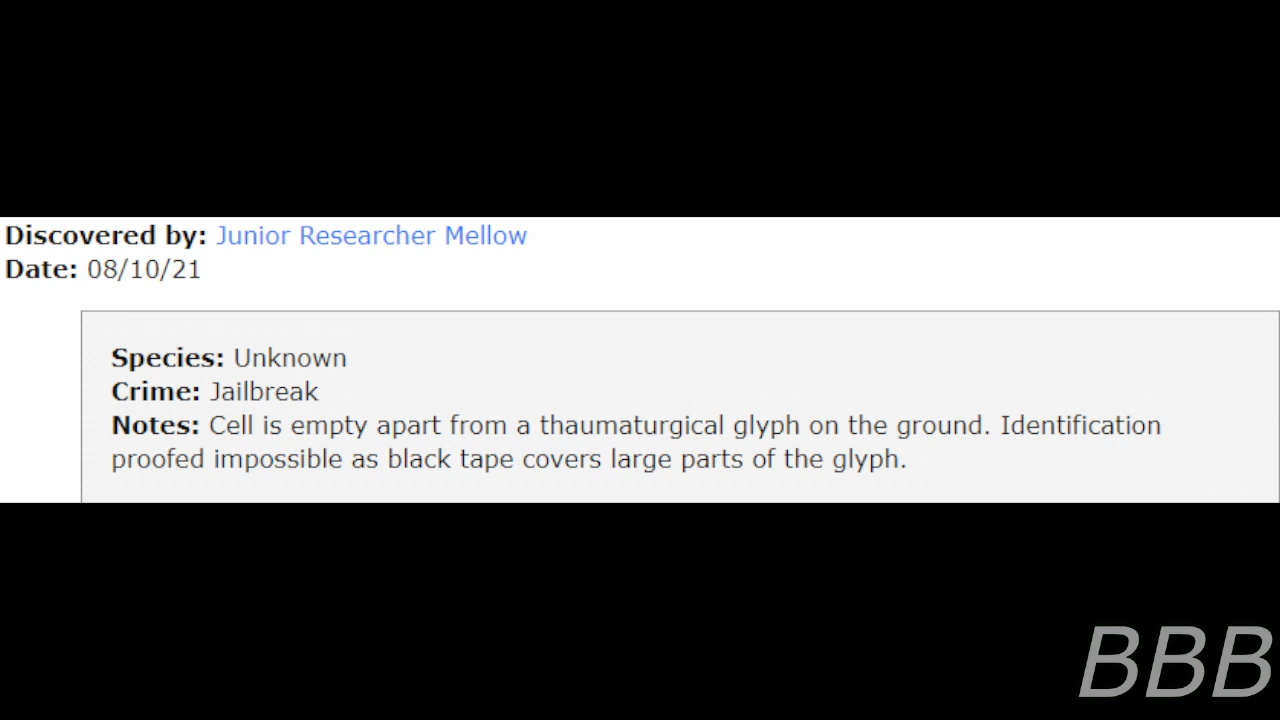 Discovered by: Junior Researcher Mellow
Date: 08/10/21
Species: Unknown
Crime: Jailbreak
Notes: Cell is empty apart from a thaumaturgical glyph on the ground. Identification
proofed impossible as black tape covers large parts of the glyph.
BBB